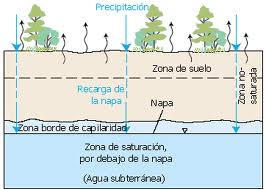 Precipitación
Zona de suelo
Zona no-
saturada
Recarga de
la napa
Napa
Zona borde de capilaridad
Zona de saturación,
por debajo de la napa
(Agua subterránea)